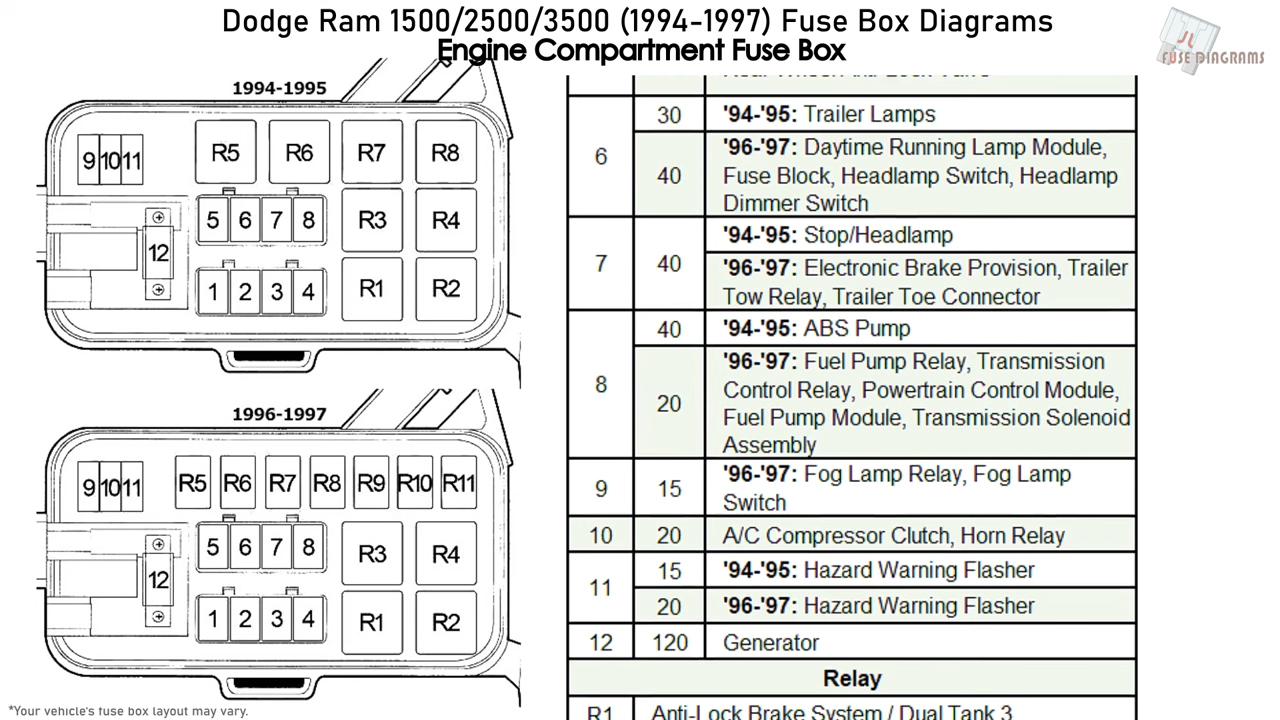 Dodge Ram 1500/2500/3500 (1994-1997) Fuse Box Diagrams
Engine Compartment Fuse Box
JL
FUSE DIAGRAMS
1994-1995
9 10 11 R5 R6 R7 R8
5 6 7 8 R3 R4
12
1 2 3 4 R1 R2
1996-1997
9 10 11 R5 R6 R7 R8 R9 R10 R11
5 6 7 8 R3 R4
12
1 2 3 4 R1 R2
*Your vehicle's fuse box layout may vary.
6
30 '94-'95: Trailer Lamps
40 '96-'97: Daytime Running Lamp Module,
Fuse Block, Headlamp Switch, Headlamp
Dimmer Switch
7 40
'94-'95: Stop/Headlamp
'96-'97: Electronic Brake Provision, Trailer
Tow Relay, Trailer Toe Connector
8
40 '94-'95: ABS Pump
20 '96-'97: Fuel Pump Relay, Transmission
Control Relay, Powertrain Control Module,
Fuel Pump Module, Transmission Solenoid
Assembly
9 15 '96-'97: Fog Lamp Relay, Fog Lamp
Switch
10 20 A/C Compressor Clutch, Horn Relay
11
15 '94-'95: Hazard Warning Flasher
20 '96-'97: Hazard Warning Flasher
12 120 Generator
Relay
R1 Anti-Lock Brake System / Dual Tank 3